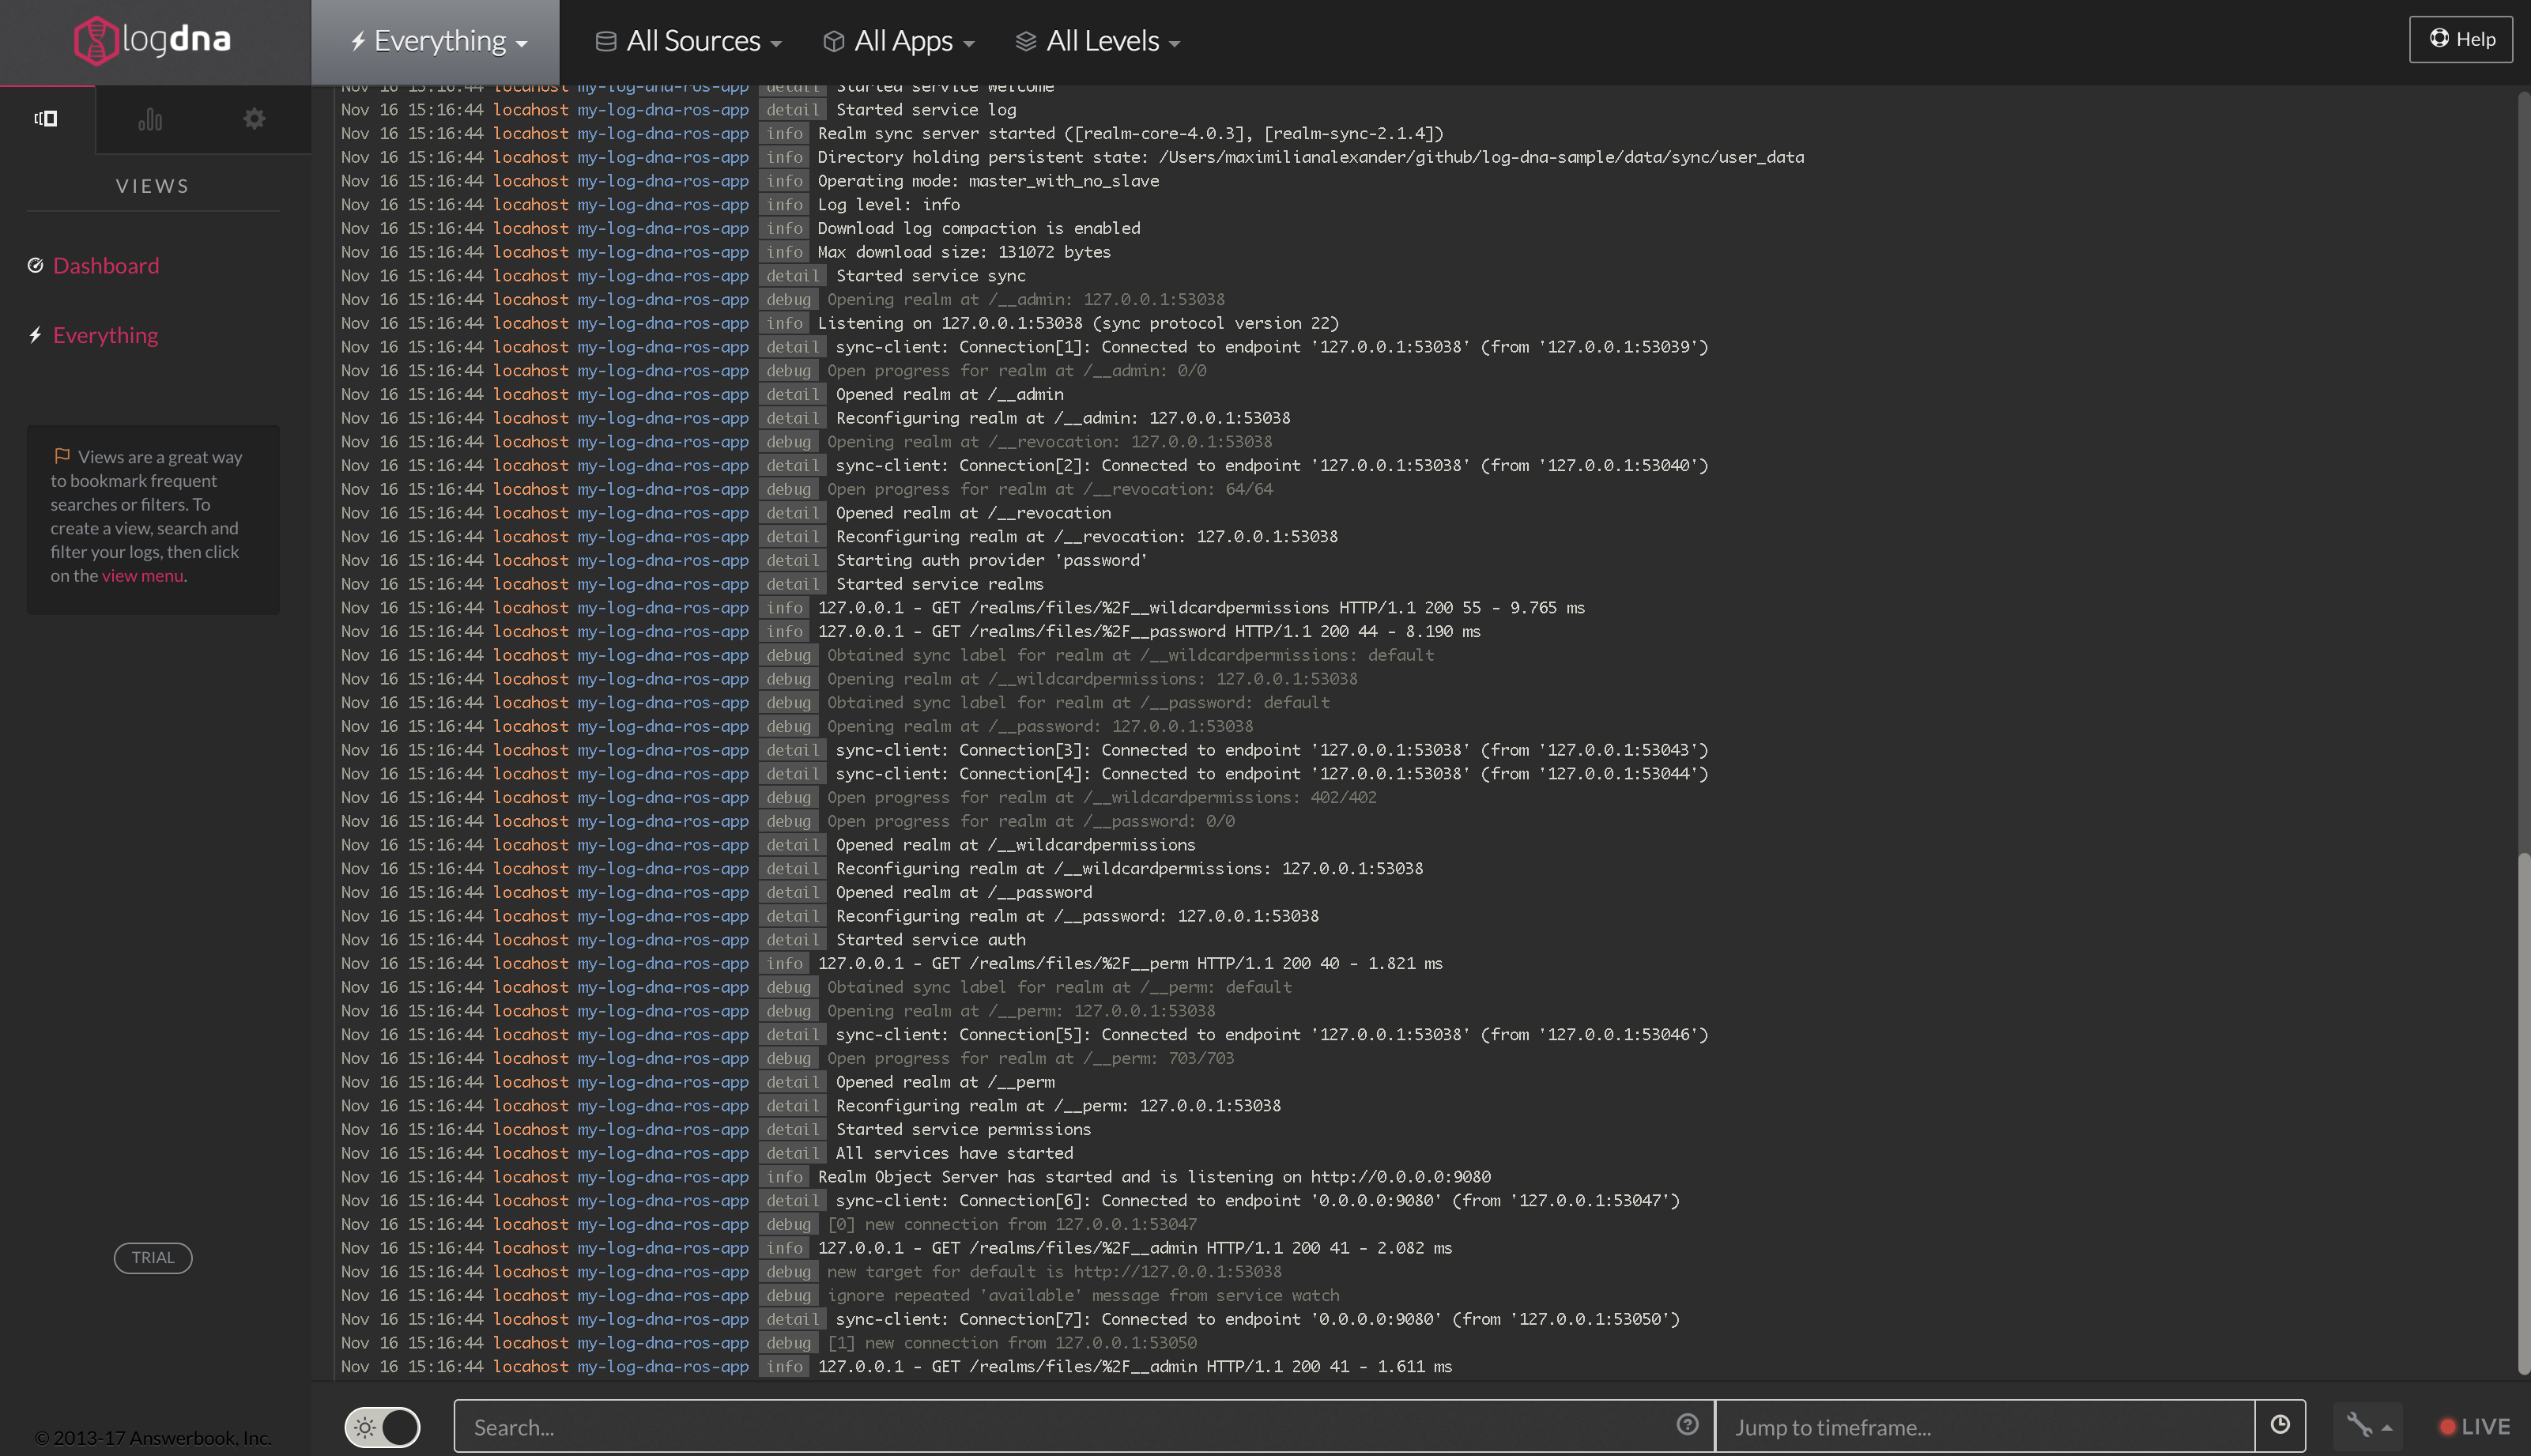 logdna
Everything
All Sources
All Apps
All Levels
Help
VIEWS
Dashboard
Everything
Views are a great way
to bookmark frequent
searches or filters. To
create a view, search and
filter your logs, then click
on the view menu.
TRIAL
© 2013-17 Answerbook, Inc.
Nov 16 15:16:44 locahost my-log-dna-ros-app detail Started service welcome
Nov 16 15:16:44 locahost my-log-dna-ros-app detail Started service log
Nov 16 15:16:44 locahost my-log-dna-ros-app info Realm sync server started ([realm-core-4.0.3], [realm-sync-2.1.4])
Nov 16 15:16:44 locahost my-log-dna-ros-app info Directory holding persistent state: /Users/maximilianalexander/github/log-dna-sample/data/sync/user_data
Nov 16 15:16:44 locahost my-log-dna-ros-app info Operating mode: master_with_no_slave
Nov 16 15:16:44 locahost my-log-dna-ros-app info Log level: info
Nov 16 15:16:44 locahost my-log-dna-ros-app info Download log compaction is enabled
Nov 16 15:16:44 locahost my-log-dna-ros-app info Max download size: 131072 bytes
Nov 16 15:16:44 locahost my-log-dna-ros-app detail Started service sync
Nov 16 15:16:44 locahost my-log-dna-ros-app debug Opening realm at /__admin: 127.0.0.1:53038
Nov 16 15:16:44 locahost my-log-dna-ros-app info Listening on 127.0.0.1:53038 (sync protocol version 22)
Nov 16 15:16:44 locahost my-log-dna-ros-app detail sync-client: Connection[1]: Connected to endpoint '127.0.0.1:53038' (from '127.0.0.1:53039')
Nov 16 15:16:44 locahost my-log-dna-ros-app debug Open progress for realm at /__admin: 0/0
Nov 16 15:16:44 locahost my-log-dna-ros-app detail Opened realm at /__admin
Nov 16 15:16:44 locahost my-log-dna-ros-app detail Reconfiguring realm at /__admin: 127.0.0.1:53038
Nov 16 15:16:44 locahost my-log-dna-ros-app debug Opening realm at /__revocation: 127.0.0.1:53038
Nov 16 15:16:44 locahost my-log-dna-ros-app detail sync-client: Connection[2]: Connected to endpoint '127.0.0.1:53038' (from '127.0.0.1:53040')
Nov 16 15:16:44 locahost my-log-dna-ros-app debug Open progress for realm at /__revocation: 64/64
Nov 16 15:16:44 locahost my-log-dna-ros-app detail Opened realm at /__revocation
Nov 16 15:16:44 locahost my-log-dna-ros-app detail Reconfiguring realm at /__revocation: 127.0.0.1:53038
Nov 16 15:16:44 locahost my-log-dna-ros-app detail Starting auth provider 'password'
Nov 16 15:16:44 locahost my-log-dna-ros-app detail Started service realms
Nov 16 15:16:44 locahost my-log-dna-ros-app info 127.0.0.1 - GET /realms/files/%2F__wildcardpermissions HTTP/1.1 200 55 - 9.765 ms
Nov 16 15:16:44 locahost my-log-dna-ros-app info 127.0.0.1 - GET /realms/files/%2F__password HTTP/1.1 200 44 - 8.190 ms
Nov 16 15:16:44 locahost my-log-dna-ros-app debug Obtained sync label for realm at /__wildcardpermissions: default
Nov 16 15:16:44 locahost my-log-dna-ros-app debug Opening realm at /__wildcardpermissions: 127.0.0.1:53038
Nov 16 15:16:44 locahost my-log-dna-ros-app debug Obtained sync label for realm at /__password: default
Nov 16 15:16:44 locahost my-log-dna-ros-app debug Opening realm at /__password: 127.0.0.1:53038
Nov 16 15:16:44 locahost my-log-dna-ros-app detail sync-client: Connection[3]: Connected to endpoint '127.0.0.1:53038' (from '127.0.0.1:53043')
Nov 16 15:16:44 locahost my-log-dna-ros-app detail sync-client: Connection[4]: Connected to endpoint '127.0.0.1:53038' (from '127.0.0.1:53044')
Nov 16 15:16:44 locahost my-log-dna-ros-app debug Open progress for realm at /__wildcardpermissions: 402/402
Nov 16 15:16:44 locahost my-log-dna-ros-app debug Open progress for realm at /__password: 0/0
Nov 16 15:16:44 locahost my-log-dna-ros-app detail Opened realm at /__wildcardpermissions
Nov 16 15:16:44 locahost my-log-dna-ros-app detail Reconfiguring realm at /__wildcardpermissions: 127.0.0.1:53038
Nov 16 15:16:44 locahost my-log-dna-ros-app detail Opened realm at /__password
Nov 16 15:16:44 locahost my-log-dna-ros-app detail Reconfiguring realm at /__password: 127.0.0.1:53038
Nov 16 15:16:44 locahost my-log-dna-ros-app detail Started service auth
Nov 16 15:16:44 locahost my-log-dna-ros-app info 127.0.0.1 - GET /realms/files/%2F__perm HTTP/1.1 200 40 - 1.821 ms
Nov 16 15:16:44 locahost my-log-dna-ros-app debug Obtained sync label for realm at /__perm: default
Nov 16 15:16:44 locahost my-log-dna-ros-app debug Opening realm at /__perm: 127.0.0.1:53038
Nov 16 15:16:44 locahost my-log-dna-ros-app detail sync-client: Connection[5]: Connected to endpoint '127.0.0.1:53038' (from '127.0.0.1:53046')
Nov 16 15:16:44 locahost my-log-dna-ros-app debug Open progress for realm at /__perm: 703/703
Nov 16 15:16:44 locahost my-log-dna-ros-app detail Opened realm at /__perm
Nov 16 15:16:44 locahost my-log-dna-ros-app detail Reconfiguring realm at /__perm: 127.0.0.1:53038
Nov 16 15:16:44 locahost my-log-dna-ros-app detail Started service permissions
Nov 16 15:16:44 locahost my-log-dna-ros-app detail All services have started
Nov 16 15:16:44 locahost my-log-dna-ros-app info Realm Object Server has started and is listening on http://0.0.0.0:9080
Nov 16 15:16:44 locahost my-log-dna-ros-app detail sync-client: Connection[6]: Connected to endpoint '0.0.0.0:9080' (from '127.0.0.1:53047')
Nov 16 15:16:44 locahost my-log-dna-ros-app debug [0] new connection from 127.0.0.1:53047
Nov 16 15:16:44 locahost my-log-dna-ros-app info 127.0.0.1 - GET /realms/files/%2F__admin HTTP/1.1 200 41 - 2.082 ms
Nov 16 15:16:44 locahost my-log-dna-ros-app debug new target for default is http://127.0.0.1:53038
Nov 16 15:16:44 locahost my-log-dna-ros-app debug ignore repeated 'available' message from service watch
Nov 16 15:16:44 locahost my-log-dna-ros-app detail sync-client: Connection[7]: Connected to endpoint '0.0.0.0:9080' (from '127.0.0.1:53050')
Nov 16 15:16:44 locahost my-log-dna-ros-app debug [1] new connection from 127.0.0.1:53050
Nov 16 15:16:44 locahost my-log-dna-ros-app info 127.0.0.1 - GET /realms/files/%2F__admin HTTP/1.1 200 41 - 1.611 ms
Search...
Jump to timeframe...
LIVE